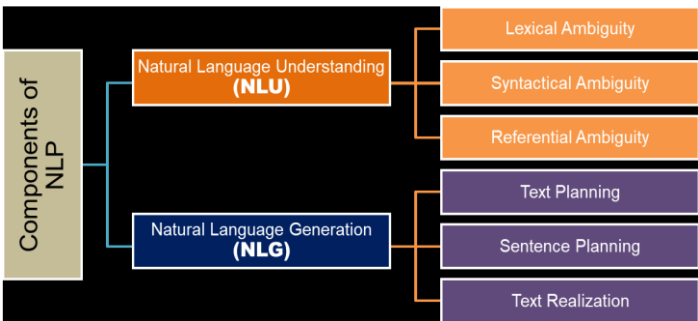 Components of
NLP
Natural Language Understanding
(NLU)
Lexical Ambiguity
Syntactical Ambiguity
Referential Ambiguity
Natural Language Generation
(NLG)
Text Planning
Sentence Planning
Text Realization